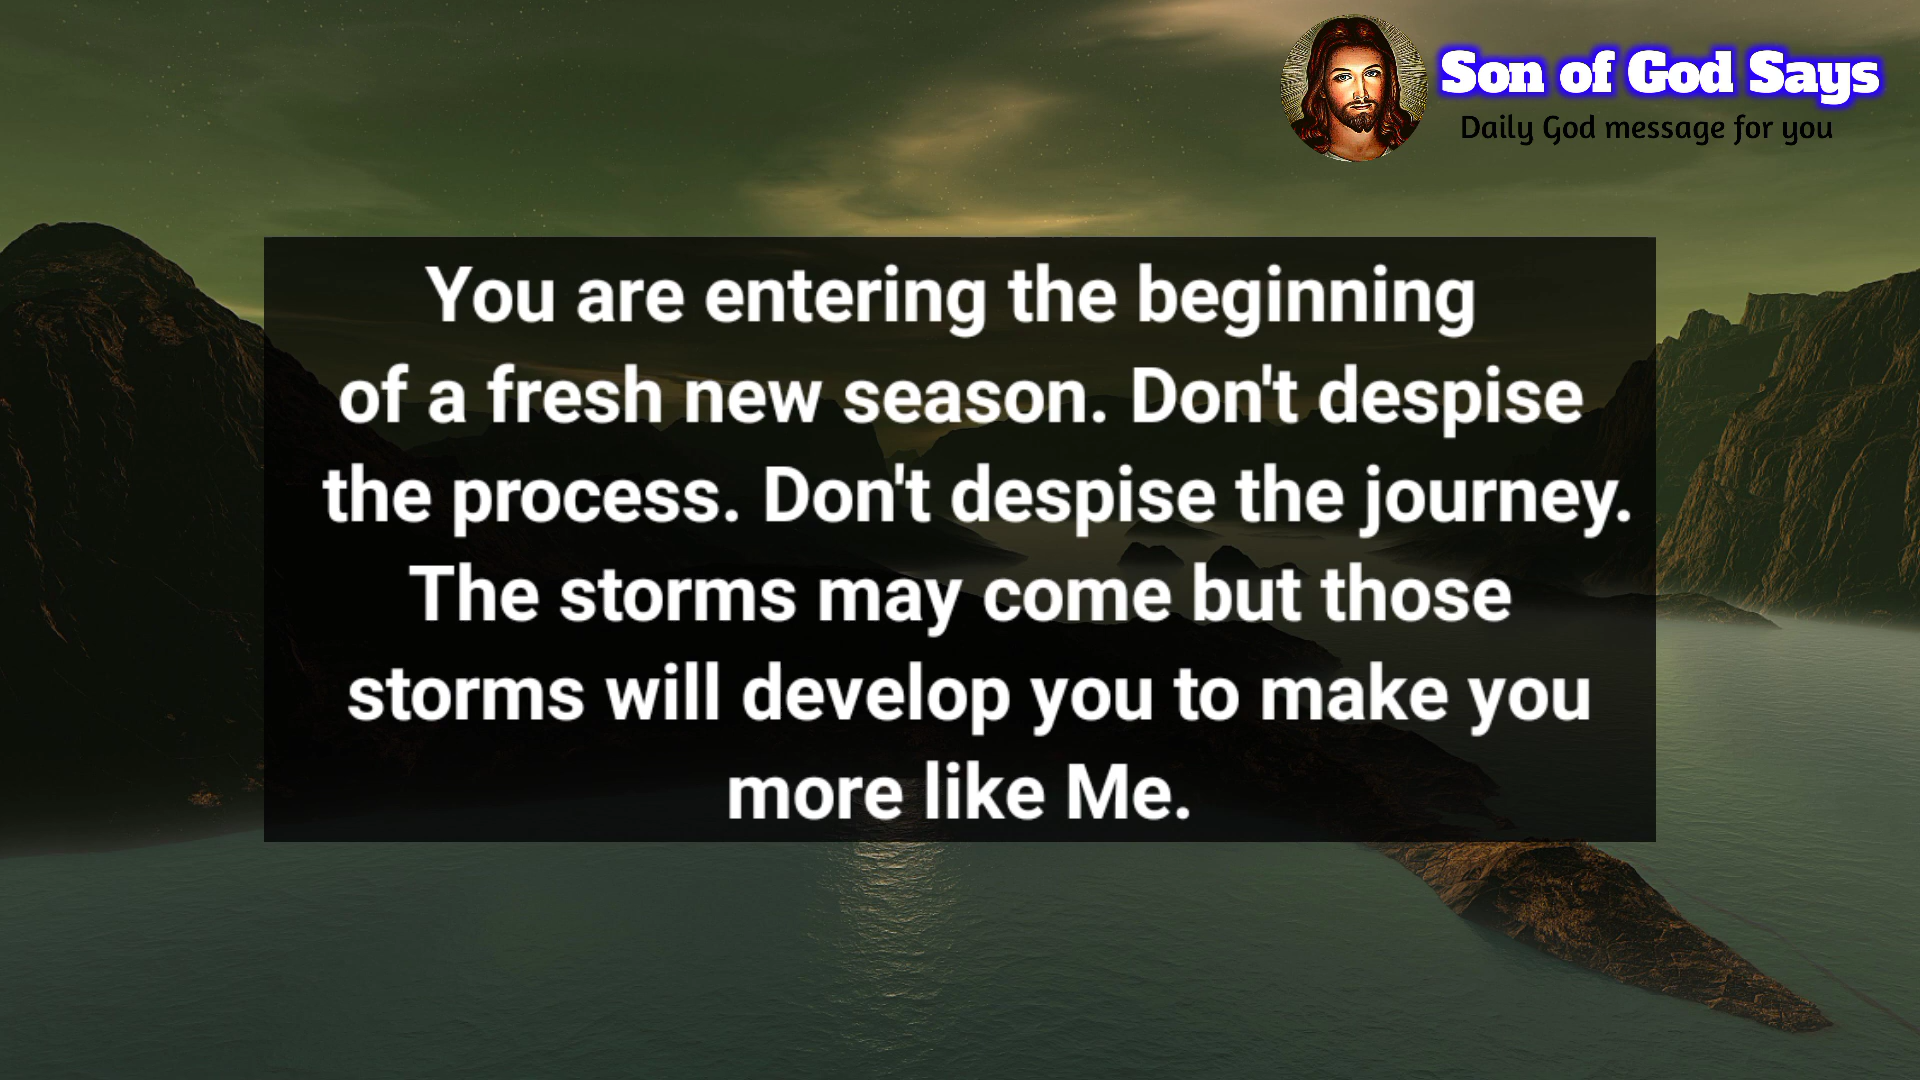 Son of God Says
Daily God message for you
You are entering the beginning
of a fresh new season. Don't despise
the process. Don't despise the journey.
The storms may come but those
storms will develop you to make you
more like Me.